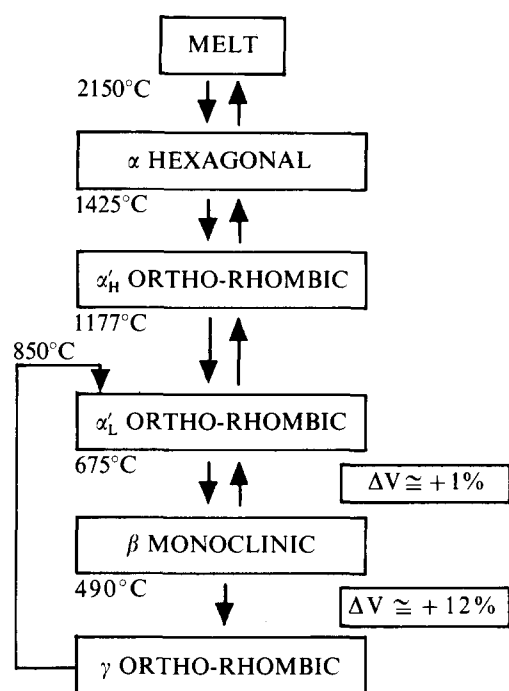 MELT
2150°C
α HEXAGONAL
1425°C
α′H ORTHO-RHOMBIC
1177°C
850°C
α′L ORTHO-RHOMBIC
675°C
ΔV ≅ +1%
β MONOCLINIC
490°C
ΔV ≅ +12%
γ ORTHO-RHOMBIC